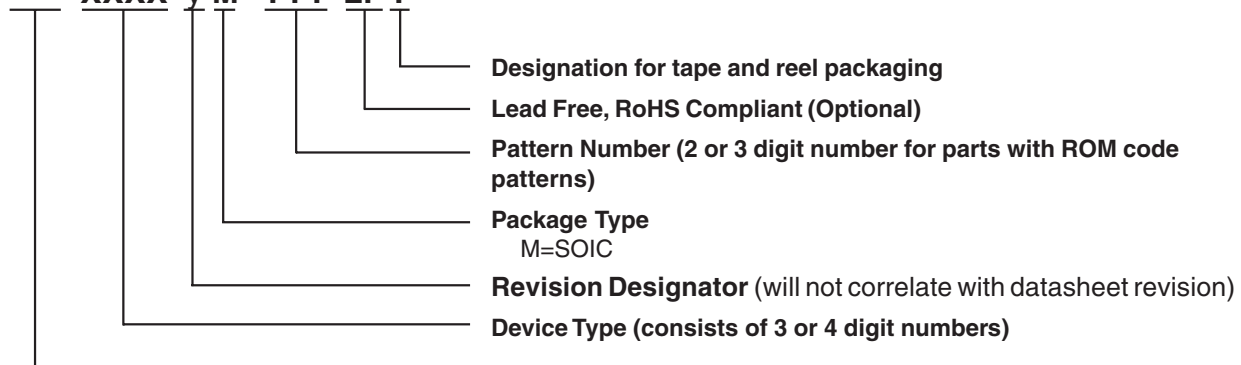 Designation for tape and reel packaging
Lead Free, RoHS Compliant (Optional)
Pattern Number (2 or 3 digit number for parts with ROM code
patterns)
Package Type
M=SOIC
Revision Designator (will not correlate with datasheet revision)
Device Type (consists of 3 or 4 digit numbers)